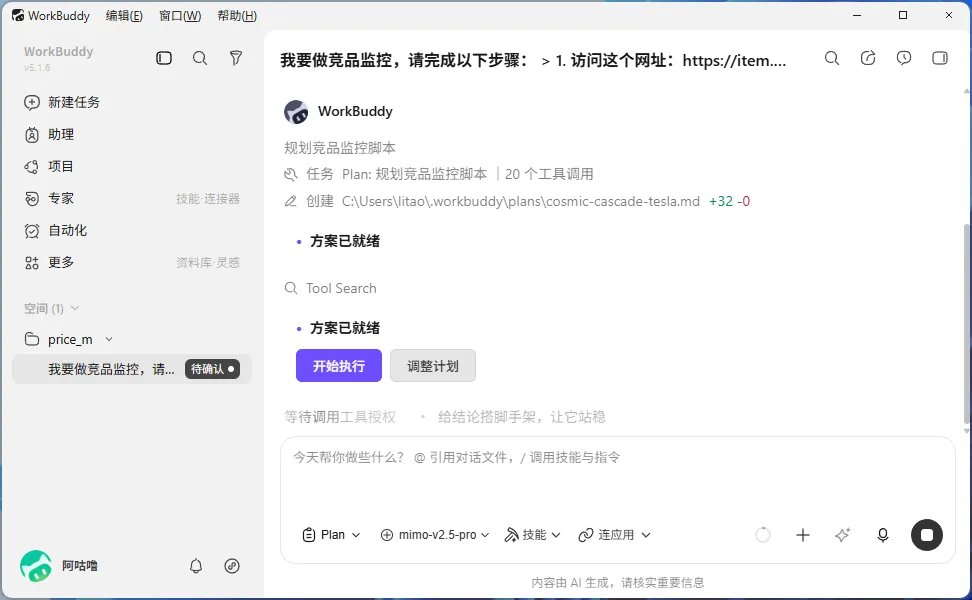 WorkBuddy 编辑(E) 窗口(W) 帮助(H)
WorkBuddy
v5.1.6
新建任务
助理
项目
专家 技能·连接器
自动化
更多 资料库·灵感
空间 (1)
price_m
我要做竞品监控，请... 待确认
阿咕噜
我要做竞品监控，请完成以下步骤： > 1. 访问这个网址：https://item....
WorkBuddy
规划竞品监控脚本
任务 Plan: 规划竞品监控脚本 | 20 个工具调用
创建 C:\Users\litao\.workbuddy\plans\cosmic-cascade-tesla.md +32 -0
• 方案已就绪
Tool Search
• 方案已就绪
开始执行 调整计划
等待调用工具授权 • 给结论搭脚手架，让它站稳
今天帮你做些什么？ @ 引用对话文件，/ 调用技能与指令
Plan mimo-v2.5-pro 技能 连应用
内容由 AI 生成，请核实重要信息